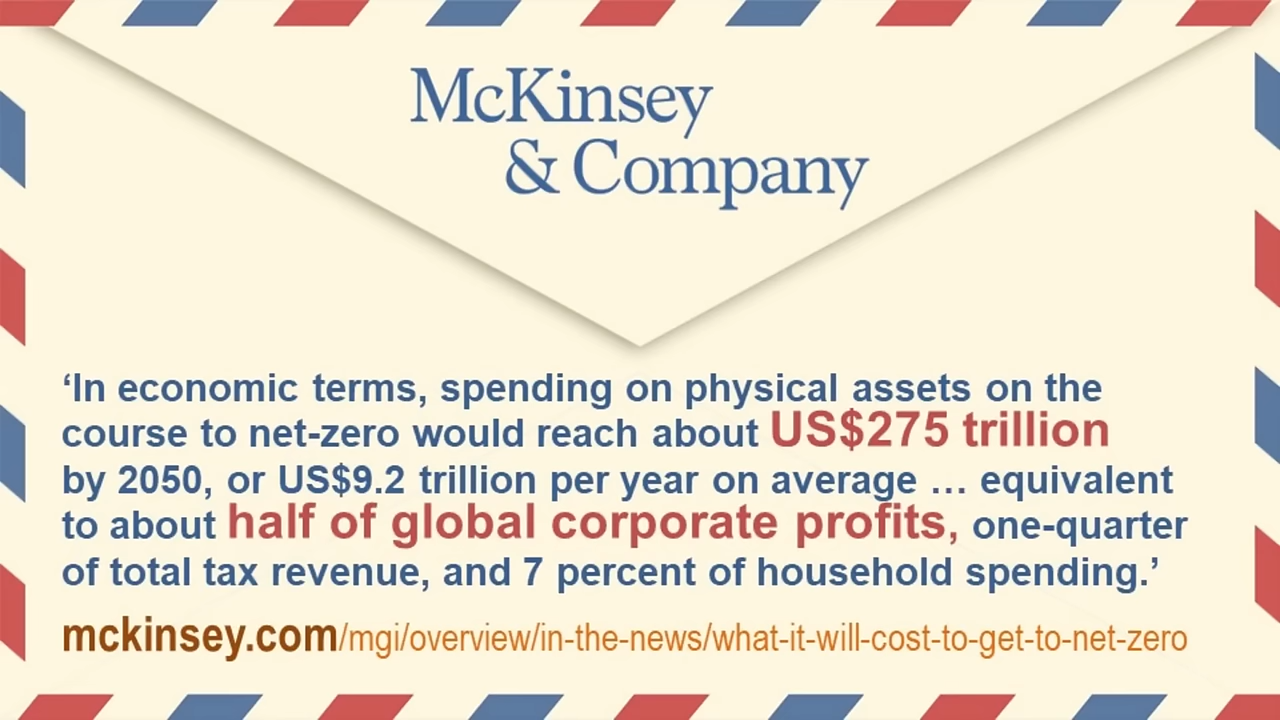 McKinsey
& Company
‘In economic terms, spending on physical assets on the
course to net-zero would reach about US$275 trillion
by 2050, or US$9.2 trillion per year on average … equivalent
to about half of global corporate profits, one-quarter
of total tax revenue, and 7 percent of household spending.’
mckinsey.com/mgi/overview/in-the-news/what-it-will-cost-to-get-to-net-zero